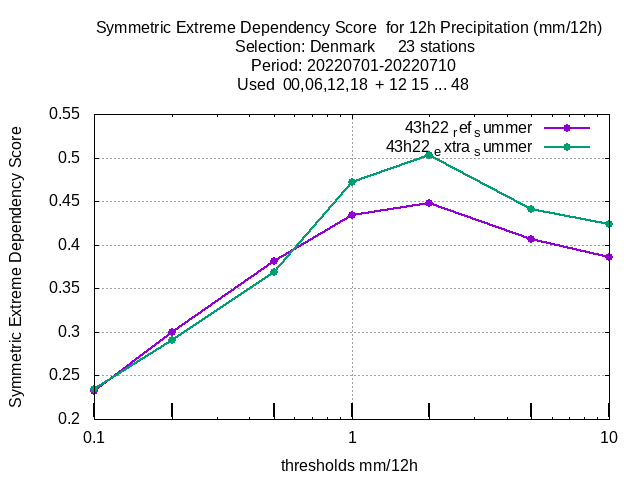 Symmetric Extreme Dependency Score  for 12h Precipitation (mm/12h)
Selection: Denmark     23 stations
Period: 20220701-20220710
Used  00,06,12,18  + 12 15 ... 48
43h22 ref summer
43h22 extra summer
0.55
0.5
0.45
0.4
0.35
0.3
0.25
0.2
Symmetric Extreme Dependency Score
0.1
1
10
thresholds mm/12h